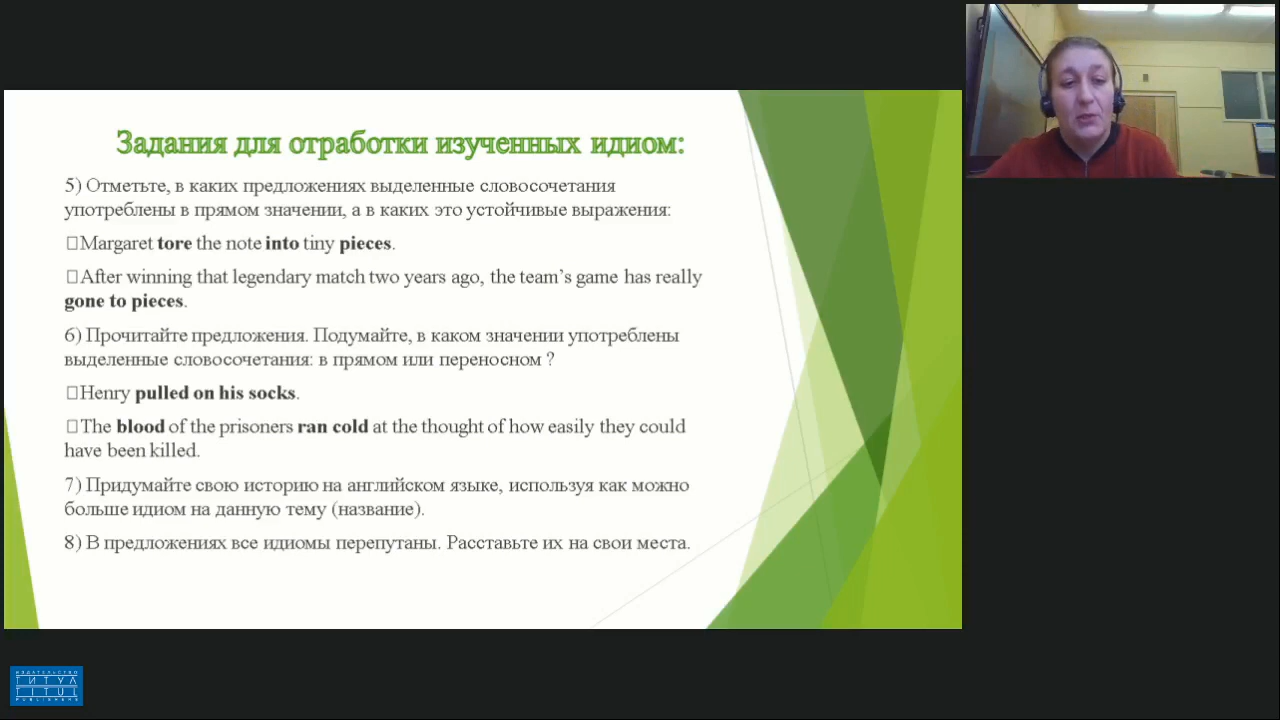 Задания для отработки изученных идиом:
5) Отметьте, в каких предложениях выделенные словосочетания
употреблены в прямом значении, а в каких это устойчивые выражения:
□Margaret tore the note into tiny pieces.
□After winning that legendary match two years ago, the team’s game has really
gone to pieces.
6) Прочитайте предложения. Подумайте, в каком значении употреблены
выделенные словосочетания: в прямом или переносном ?
□Henry pulled on his socks.
□The blood of the prisoners ran cold at the thought of how easily they could
have been killed.
7) Придумайте свою историю на английском языке, используя как можно
больше идиом на данную тему (название).
8) В предложениях все идиомы перепутаны. Расставьте их на свои места.
ИЗДАТЕЛЬСТВО
ТИТУЛ
TITUL
PUBLISHERS